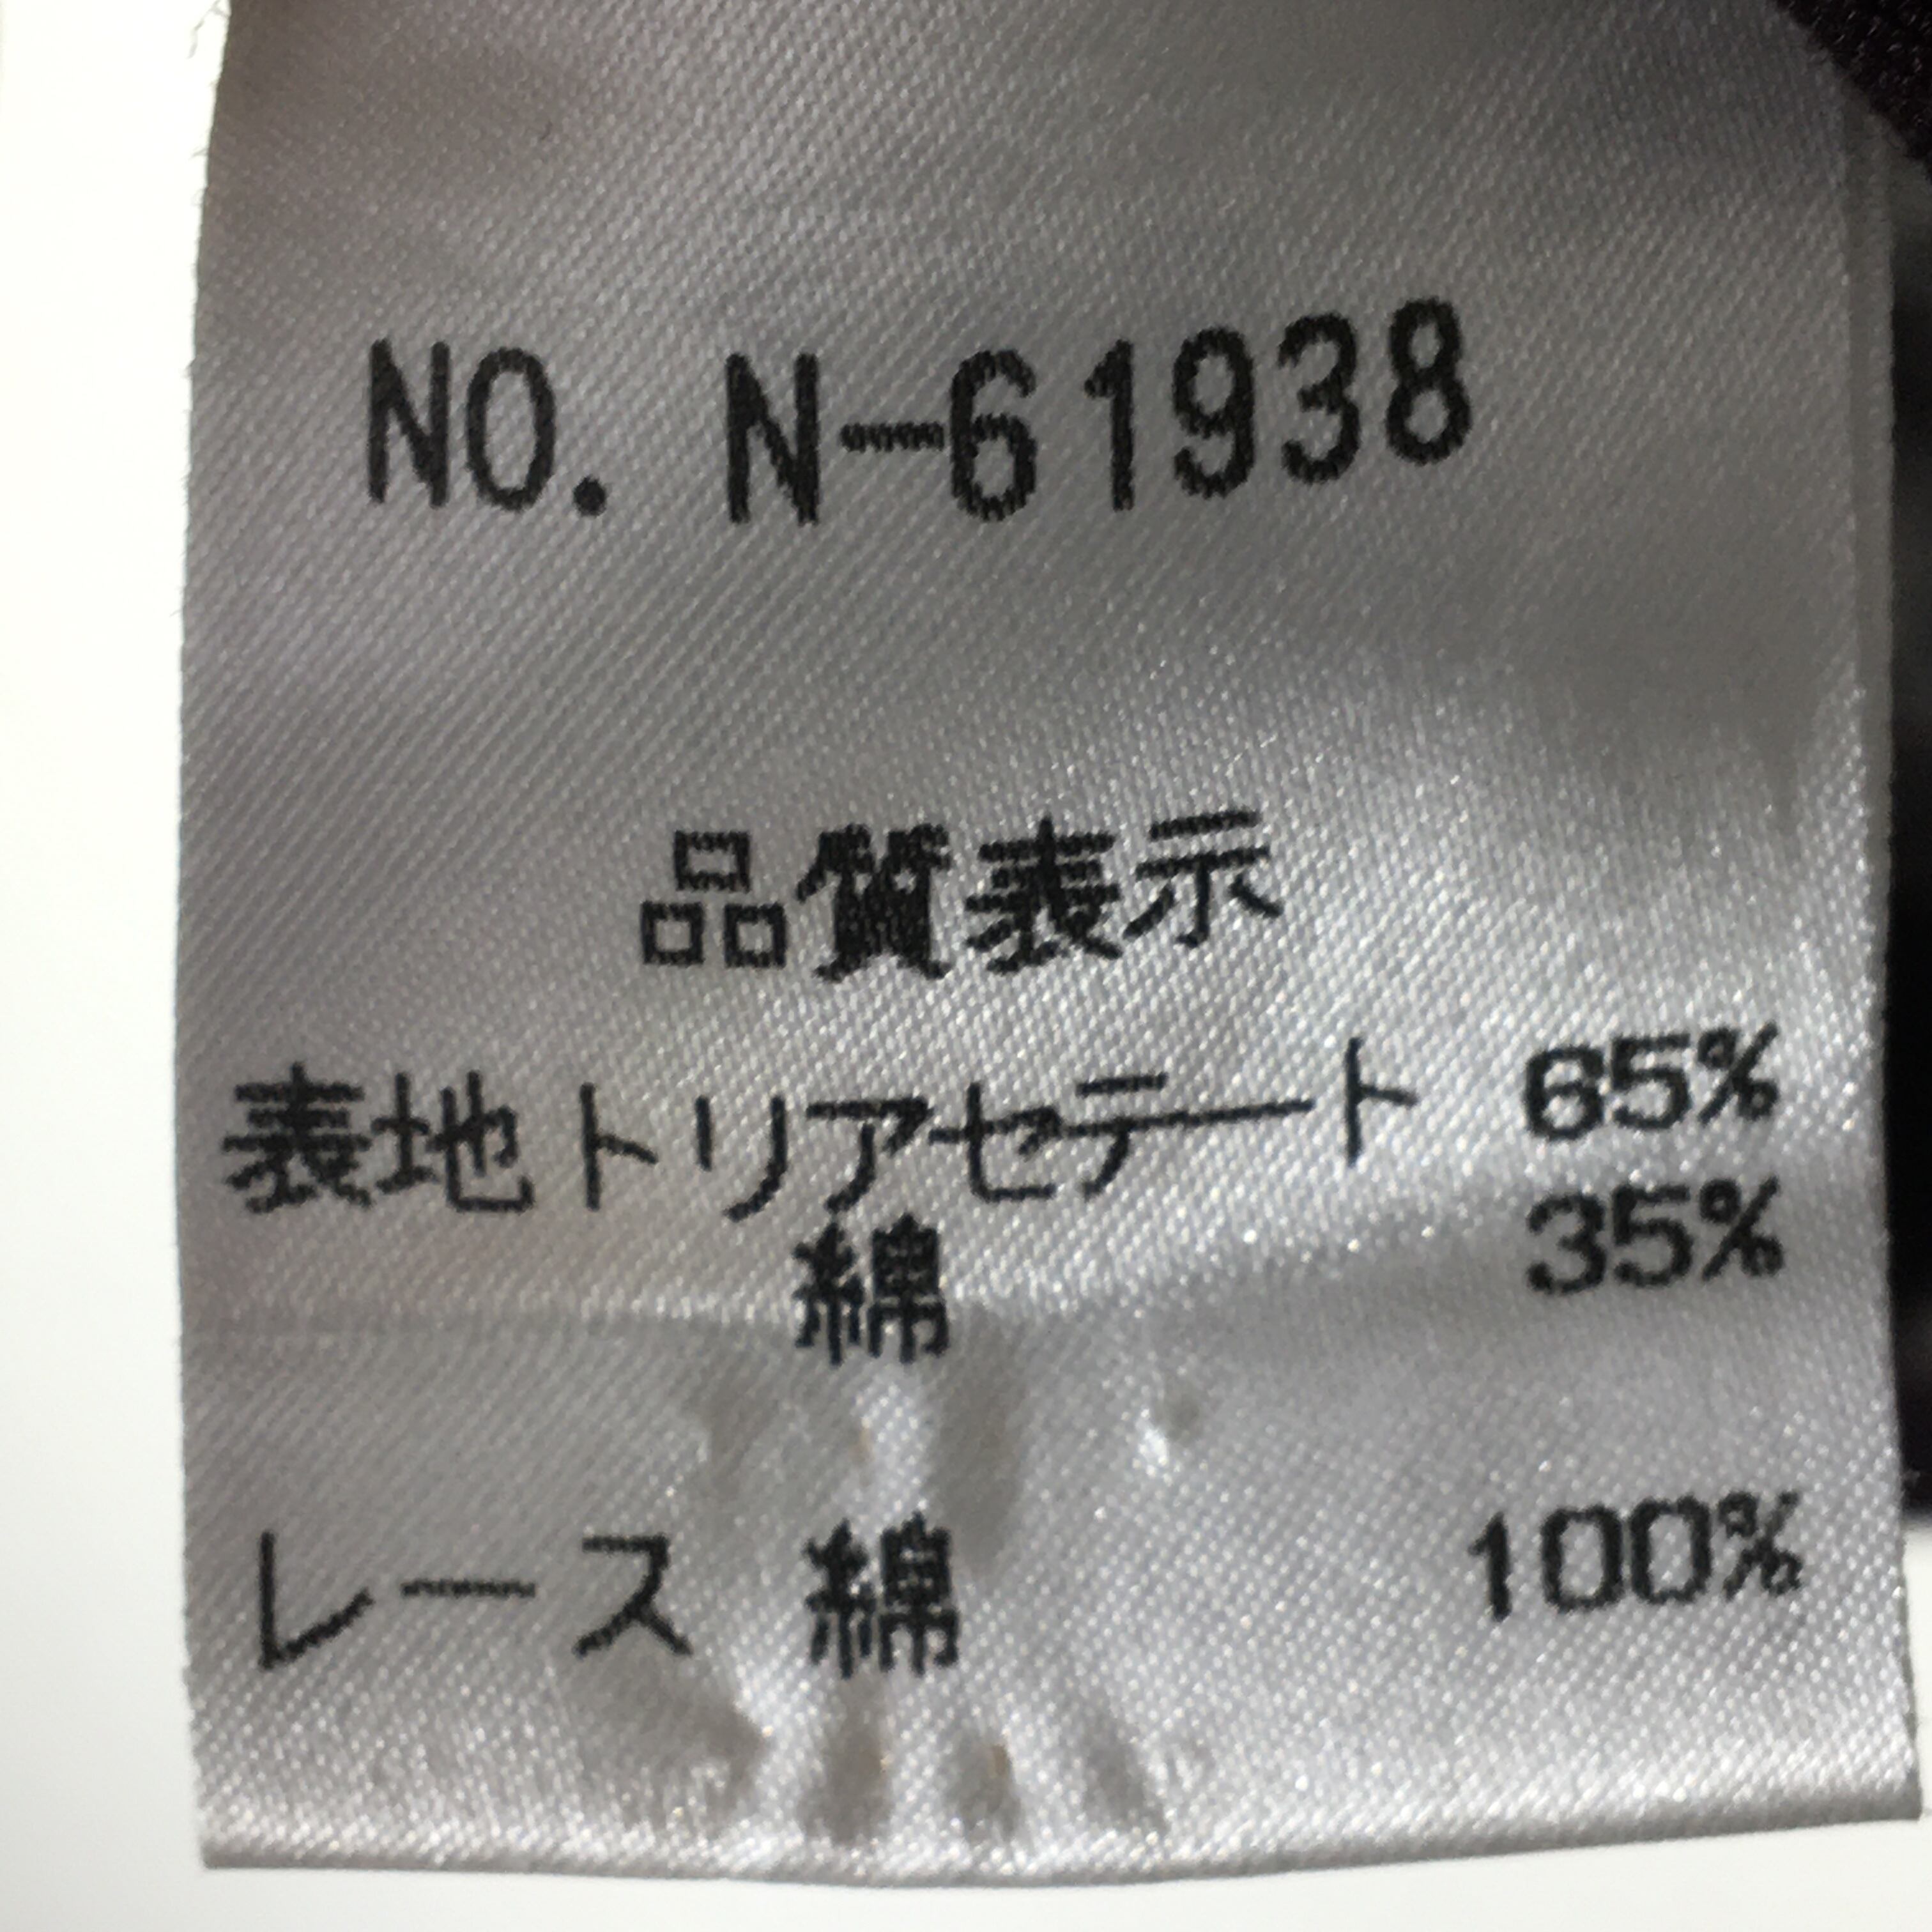 NO. N-61938
品質表示
表地トリアセテート 65%
綿 35%
レース 綿 100%